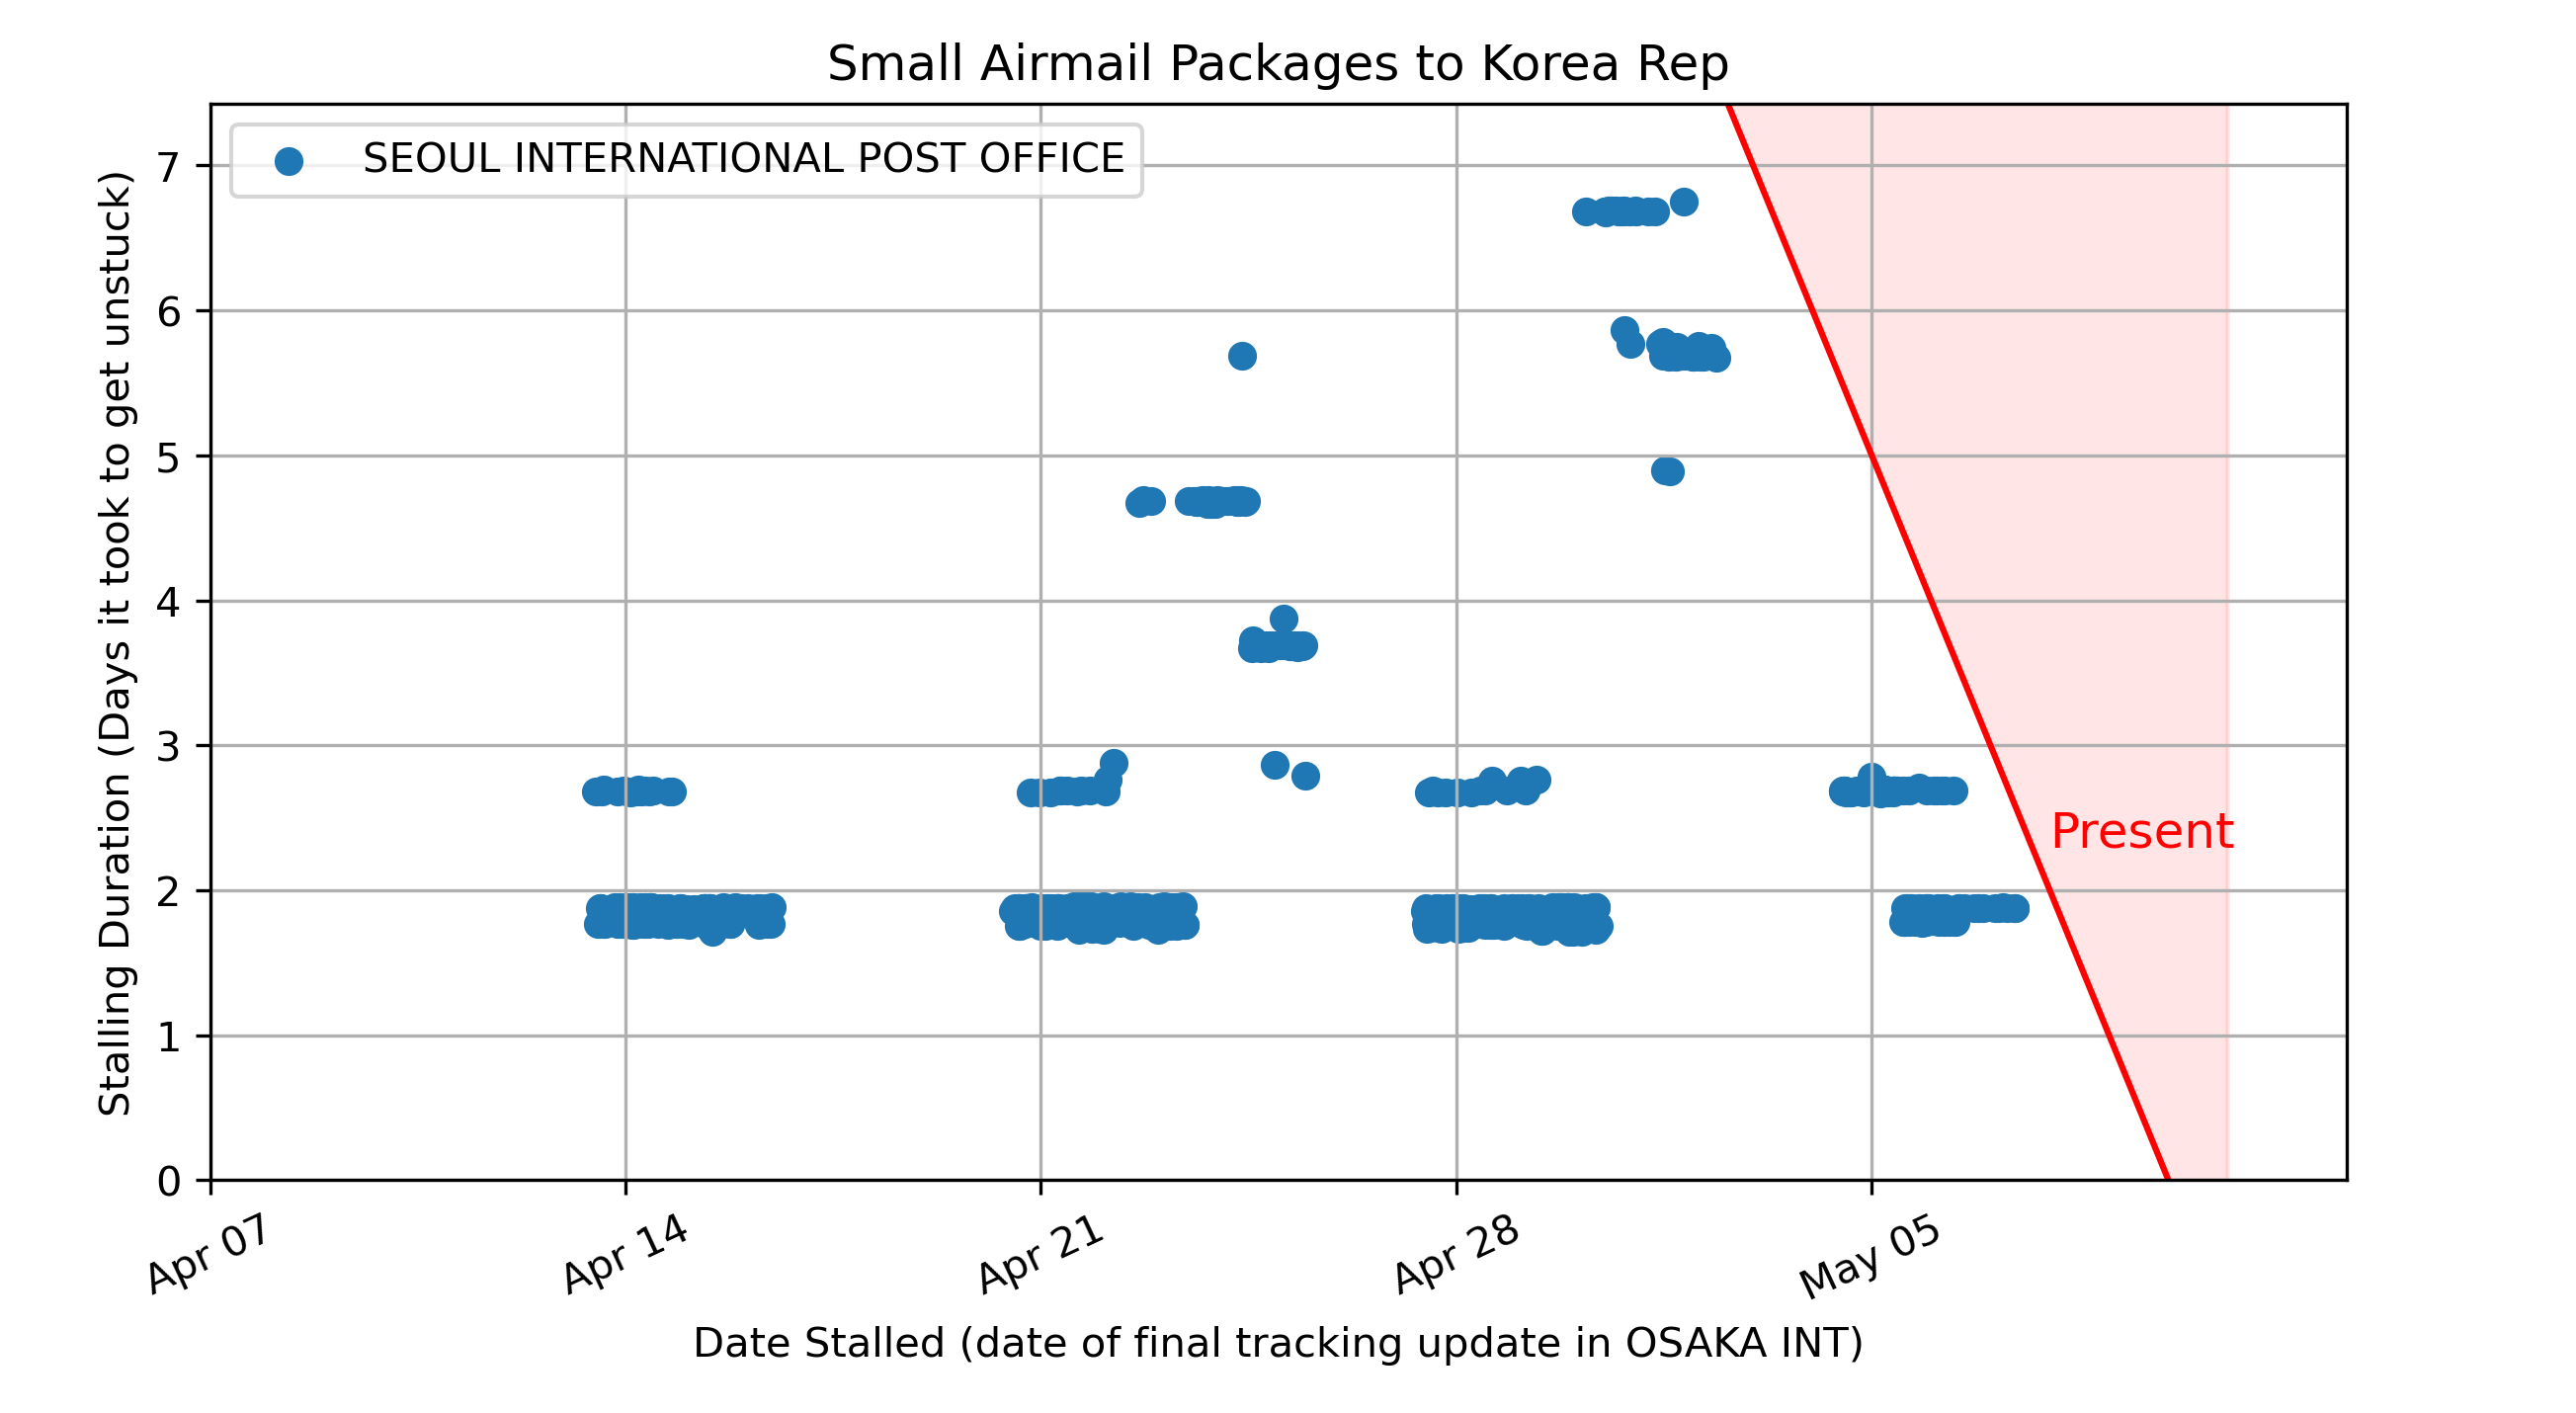 Small Airmail Packages to Korea Rep
SEOUL INTERNATIONAL POST OFFICE
Stalling Duration (Days it took to get unstuck)
7
6
5
4
3
2
1
0
Present
Apr 07
Apr 14
Apr 21
Apr 28
May 05
Date Stalled (date of final tracking update in OSAKA INT)